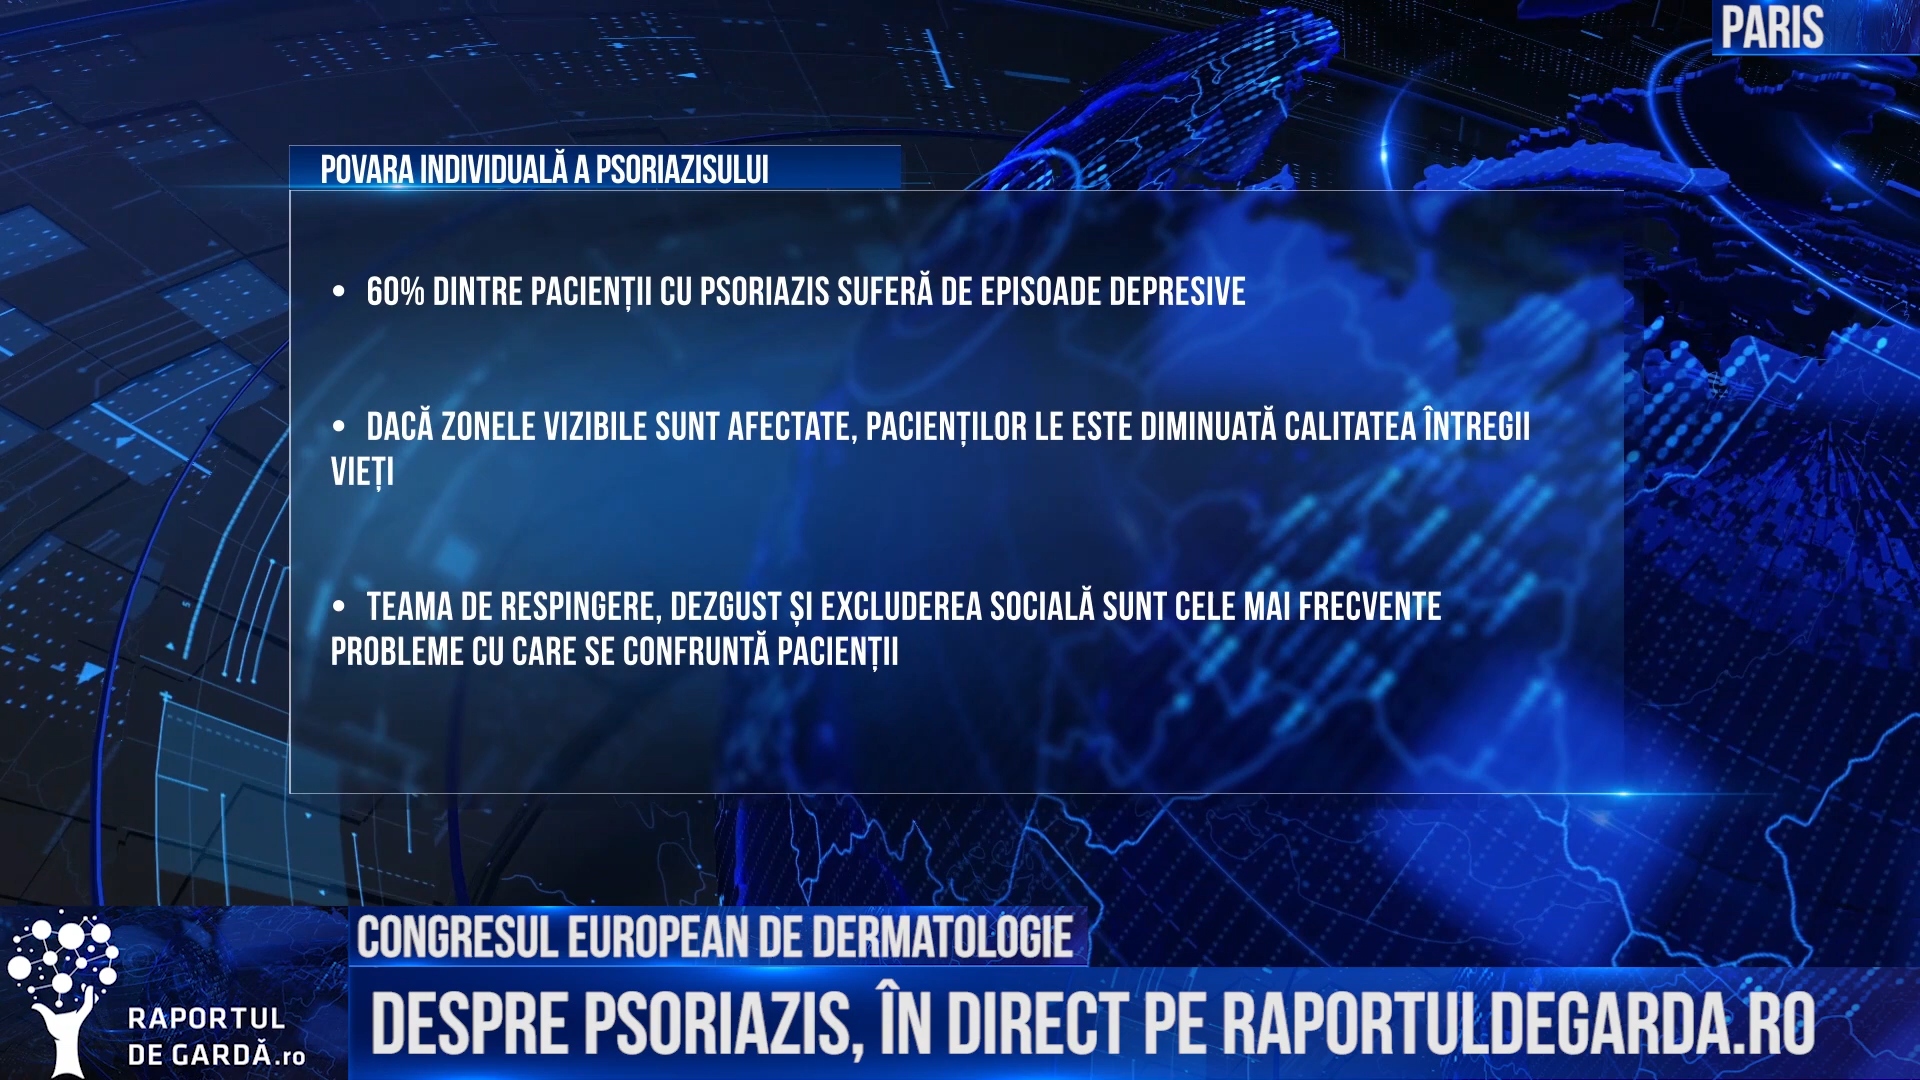 PARIS
POVARA INDIVIDUALĂ A PSORIAZISULUI
• 60% DINTRE PACIENȚII CU PSORIAZIS SUFERĂ DE EPISOADE DEPRESIVE
• DACĂ ZONELE VIZIBILE SUNT AFECTATE, PACIENȚILOR LE ESTE DIMINUATĂ CALITATEA ÎNTREGII
VIEȚI
• TEAMA DE RESPINGERE, DEZGUST ȘI EXCLUDEREA SOCIALĂ SUNT CELE MAI FRECVENTE
PROBLEME CU CARE SE CONFRUNTĂ PACIENȚII
CONGRESUL EUROPEAN DE DERMATOLOGIE
DESPRE PSORIAZIS, ÎN DIRECT PE RAPORTULDEGARDA.RO
RAPORTUL
DE GARDĂ.ro